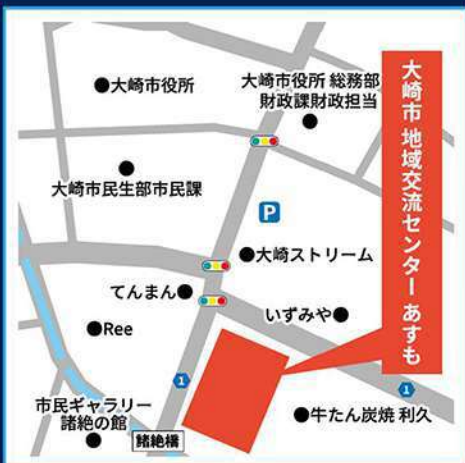 大崎市役所
大崎市役所 総務部
財政課財政担当
大崎市 地域交流センター あすも
大崎市民生部市民課
P
大崎ストリーム
てんまん
いずみや
Ree
1
1
市民ギャラリー
諸絶の館
諸絶橋
牛たん炭焼 利久